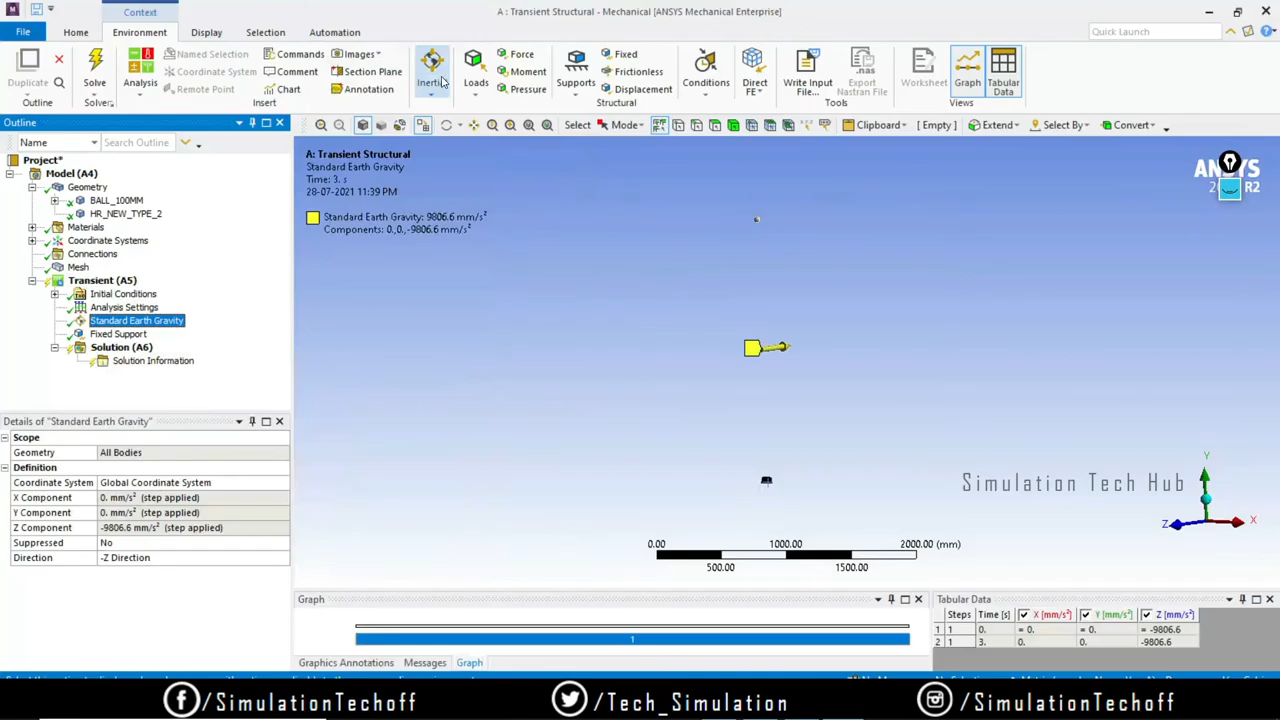 Context
A : Transient Structural - Mechanical [ANSYS Mechanical Enterprise]
File
Home
Environment
Display
Selection
Automation
Quick Launch
Duplicate
Outline
Solve
Solver
Analysis
Named Selection
Coordinate System
Remote Point
Commands
Comment
Chart
Images
Section Plane
Annotation
Insert
Inertial
Loads
Force
Moment
Pressure
Supports
Fixed
Frictionless
Displacement
Structural
Conditions
Direct FE
Write Input File...
Export Nastran File
Tools
Worksheet
Graph
Tabular Data
Views
Outline
Select
Mode
Clipboard
[ Empty ]
Extend
Select By
Convert
Name
Search Outline
Project*
Model (A4)
Geometry
BALL_100MM
HR_NEW_TYPE_2
Materials
Coordinate Systems
Connections
Mesh
Transient (A5)
Initial Conditions
Analysis Settings
Standard Earth Gravity
Fixed Support
Solution (A6)
Solution Information
A: Transient Structural
Standard Earth Gravity
Time: 3. s
28-07-2021 11:39 PM
Standard Earth Gravity: 9806.6 mm/s²
Components: 0.,0.,-9806.6 mm/s²
R2
Details of "Standard Earth Gravity"
Scope
Geometry All Bodies
Definition
Coordinate System Global Coordinate System
X Component 0. mm/s² (step applied)
Y Component 0. mm/s² (step applied)
Z Component -9806.6 mm/s² (step applied)
Suppressed No
Direction -Z Direction
Simulation Tech Hub
Y
Z
X
0.00 1000.00 2000.00 (mm)
500.00 1500.00
Graph
1
Graphics Annotations
Messages
Graph
Tabular Data
Steps Time [s] X [mm/s²] Y [mm/s²] Z [mm/s²]
1 1 0. = 0. = 0. = -9806.6
2 1 3. 0. 0. -9806.6
/SimulationTechoff
/Tech_Simulation
/SimulationTechoff